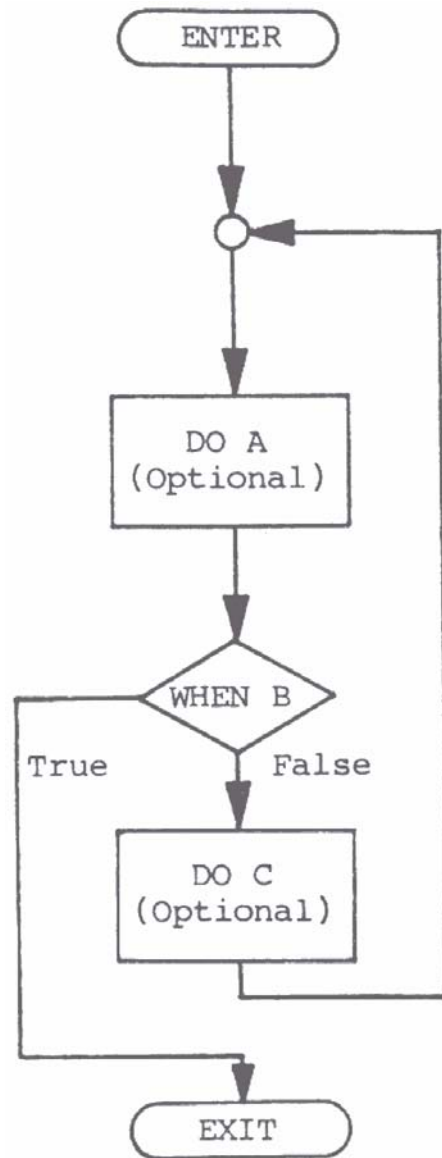 ENTER
DO A
(Optional)
WHEN B
True
False
DO C
(Optional)
EXIT